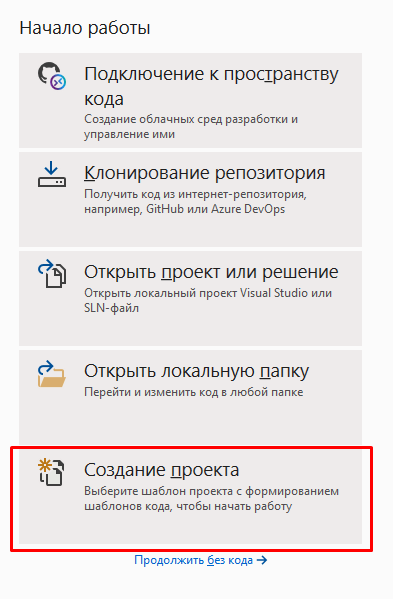 Начало работы
Подключение к пространству
кода
Создание облачных сред разработки и
управление ими
Клонирование репозитория
Получить код из интернет-репозитория,
например, GitHub или Azure DevOps
Открыть проект или решение
Открыть локальный проект Visual Studio или
SLN-файл
Открыть локальную папку
Перейти и изменить код в любой папке
Создание проекта
Выберите шаблон проекта с формированием
шаблонов кода, чтобы начать работу
Продолжить без кода →